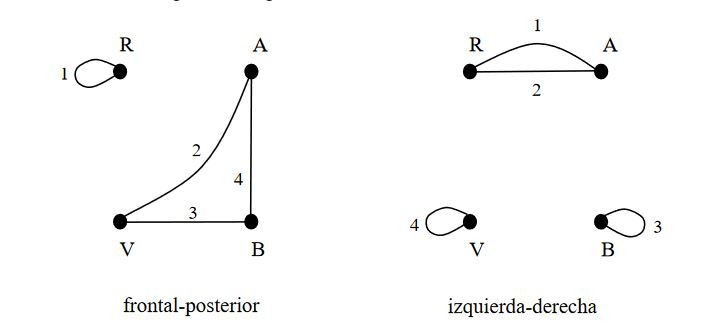 R A
1
2
4
3
V B
frontal-posterior
1
R A
2
4
3
V B
izquierda-derecha